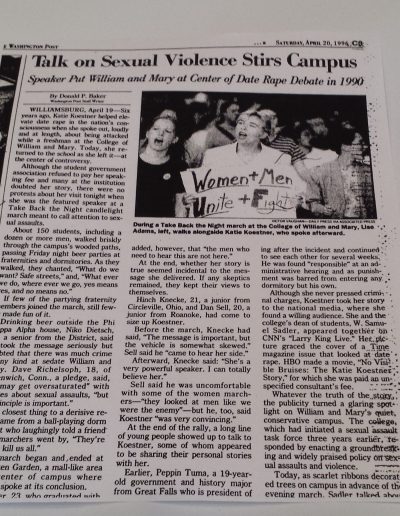 E WASHINGTON POST
SATURDAY, APRIL 20, 1996 C3
Talk on Sexual Violence Stirs Campus
Speaker Put William and Mary at Center of Date Rape Debate in 1990
By Donald P. Baker
Washington Post Staff Writer
WILLIAMSBURG, April 19—Six
years ago, Katie Koestner helped ele-
vate date rape in the nation's con-
sciousness when she spoke out, loudly
and at length, about being attacked
while a freshman at the College of
William and Mary. Today, she re-
turned to the school as she left it—at
the center of controversy.
Although the student government
association refused to pay her speak-
ing fee and many at the institution
doubted her story, there were no
protests about her visit tonight when
she was the featured speaker at a
Take Back the Night candlelight
march meant to call attention to sex-
ual assaults.
About 150 students, including a
dozen or more men, walked briskly
through the campus's wooded paths,
passing Friday night beer parties at
fraternities and dormitories. As they
walked, they chanted, "What do we
want? Safe streets," and, "What ever
we do, where ever we go, yes means
yes, and no means no."
If few of the partying fraternity
members joined the march, still few-
made fun of it.
Drinking beer outside the Phi
ppa Alpha house, Niko Dietsch,
a senior from the District, said
took the message seriously but
bted that there was much crime
ny kind at sedate William and
y. Dave Richelsoph, 18, of
nwich, Conn., a pledge, said,
may get oversaturated" with
es about sexual assaults, "but
inciple is important."
closest thing to a derisive re-
ame from a ball-playing dorm
t who laughingly told a friend
marchers went by, "They're
kill us all."
march began and ended at
en Garden, a mall-like area
center of campus where
spoke at its conclusion.
er, 23, who graduated with
Women + Men
Unite + Fight
VICTOR VAUGHAN—DAILY PRESS VIA ASSOCIATED PRESS
During a Take Back the Night march at the College of William and Mary, Lisa
Adams, left, walks alongside Katie Koestner, who spoke afterward.
added, however, that "the men who
need to hear this are not here."
At the end, whether her story is
true seemed incidental to the mes-
sage she delivered. If any skeptics
remained, they kept their views to
themselves.
Hinch Knecke, 21, a junior from
Circleville, Ohio, and Dan Sell, 20, a
junior from Roanoke, had come to
size up Koestner.
Before the march, Knecke had
said, "The message is important, but
the vehicle is somewhat skewed."
Sell said he "came to hear her side."
Afterward, Knecke said: "She's a
very powerful speaker. I can totally
believe her."
Sell said he was uncomfortable
with some of the women march-
ers—"they looked at men like we
were the enemy"—but he, too, said
Koestner "was very convincing."
At the end of the rally, a long line
of young people showed up to talk to
Koestner, some of whom appeared
to be sharing their personal stories
with her.
Earlier, Peppin Tuma, a 19-year-
old government and history major
from Great Falls who is president of
ing after the incident and continued
to see each other for several weeks.
He was found "responsible" at an ad-
ministrative hearing and as punish-
ment was barred from entering any
dormitory but his own.
Although she never pressed crimi-
nal charges, Koestner took her story
to the national media, where she
found a willing audience. She and the
college's dean of students, W. Samu-
el Sadler, appeared together on
CNN's "Larry King Live." Her pic-
ture graced the cover of a Time
magazine issue that looked at date
rape. HBO made a movie, "No Visi-
ble Bruises: The Katie Koestner
Story," for which she was paid an un-
specified consultant's fee.
Whatever the truth of the story,
the publicity turned a glaring spot-
light on William and Mary's quiet,
conservative campus. The college,
which had initiated a sexual assault
task force three years earlier, re-
sponded by enacting a groundbreak-
ing and widely praised policy on sex-
ual assaults and violence.
Today, as scarlet ribbons decorat-
ed trees on campus in advance of the
evening march, Sadler talked about